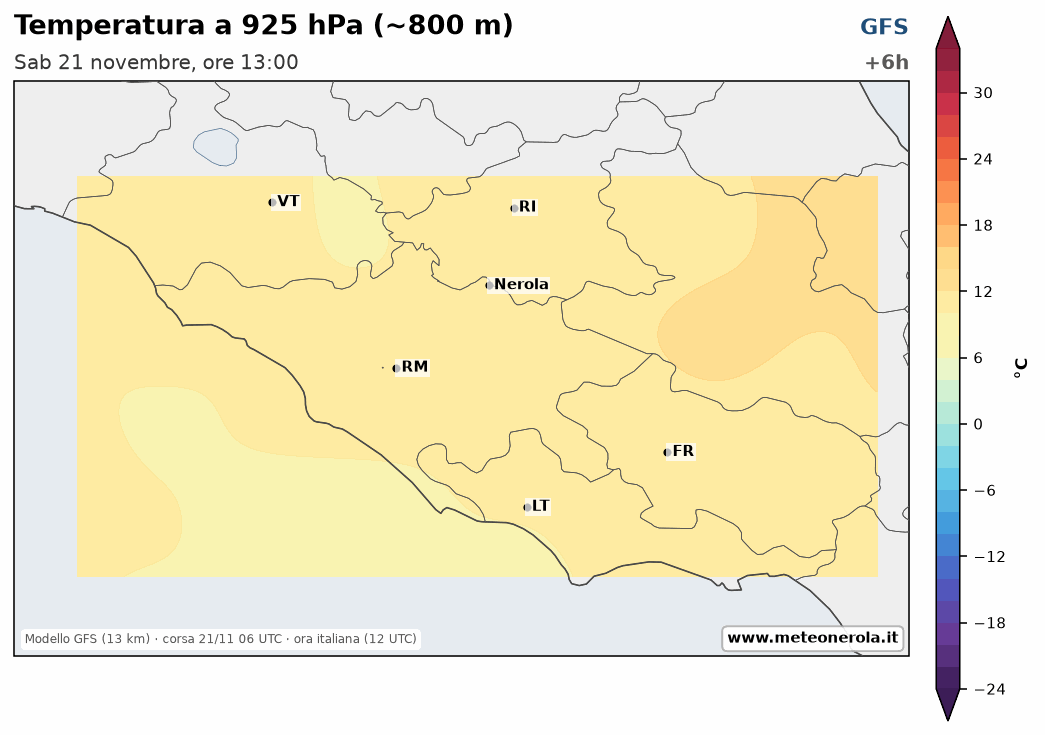 Temperatura a 925 hPa (~800 m)
GFS
Sab 21 novembre, ore 13:00
+6h
VT
RI
Nerola
RM
FR
LT
30
24
18
12
6
0
−6
−12
−18
−24
°C
Modello GFS (13 km) · corsa 21/11 06 UTC · ora italiana (12 UTC)
www.meteonerola.it